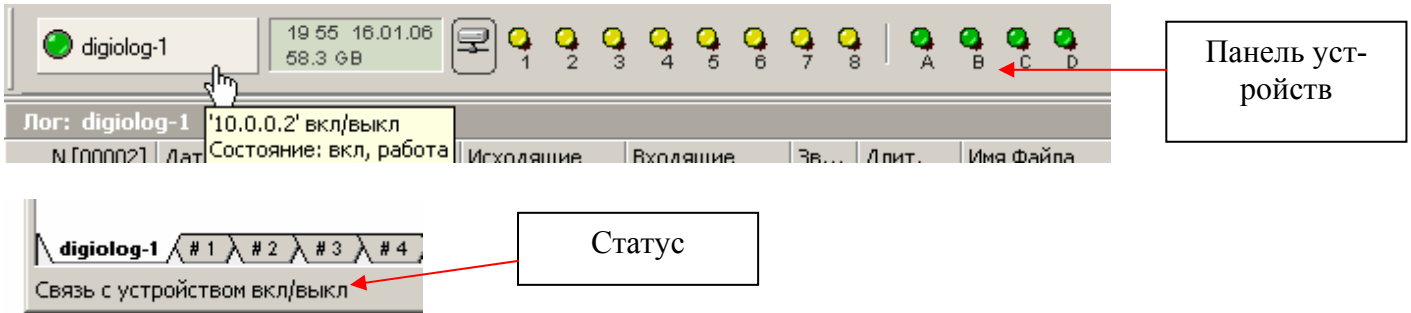 digiolog-1
19 55 16.01.06
58.3 GB
1 2 3 4 5 6 7 8 A B C D
Панель уст-
ройств
Лог: digiolog-1
'10.0.0.2' вкл/выкл
Состояние: вкл, работа
N [00002] Дат Исходящие Входящие Зв... Длит. Имя Файла
digiolog-1 # 1 # 2 # 3 # 4
Статус
Связь с устройством вкл/выкл